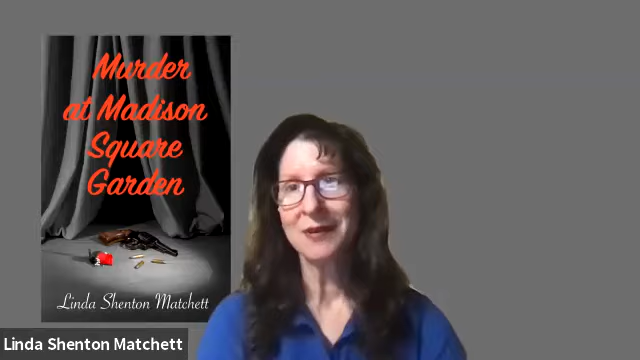 Murder
at Madison
Square
Garden
Linda Shenton Matchett
Linda Shenton Matchett